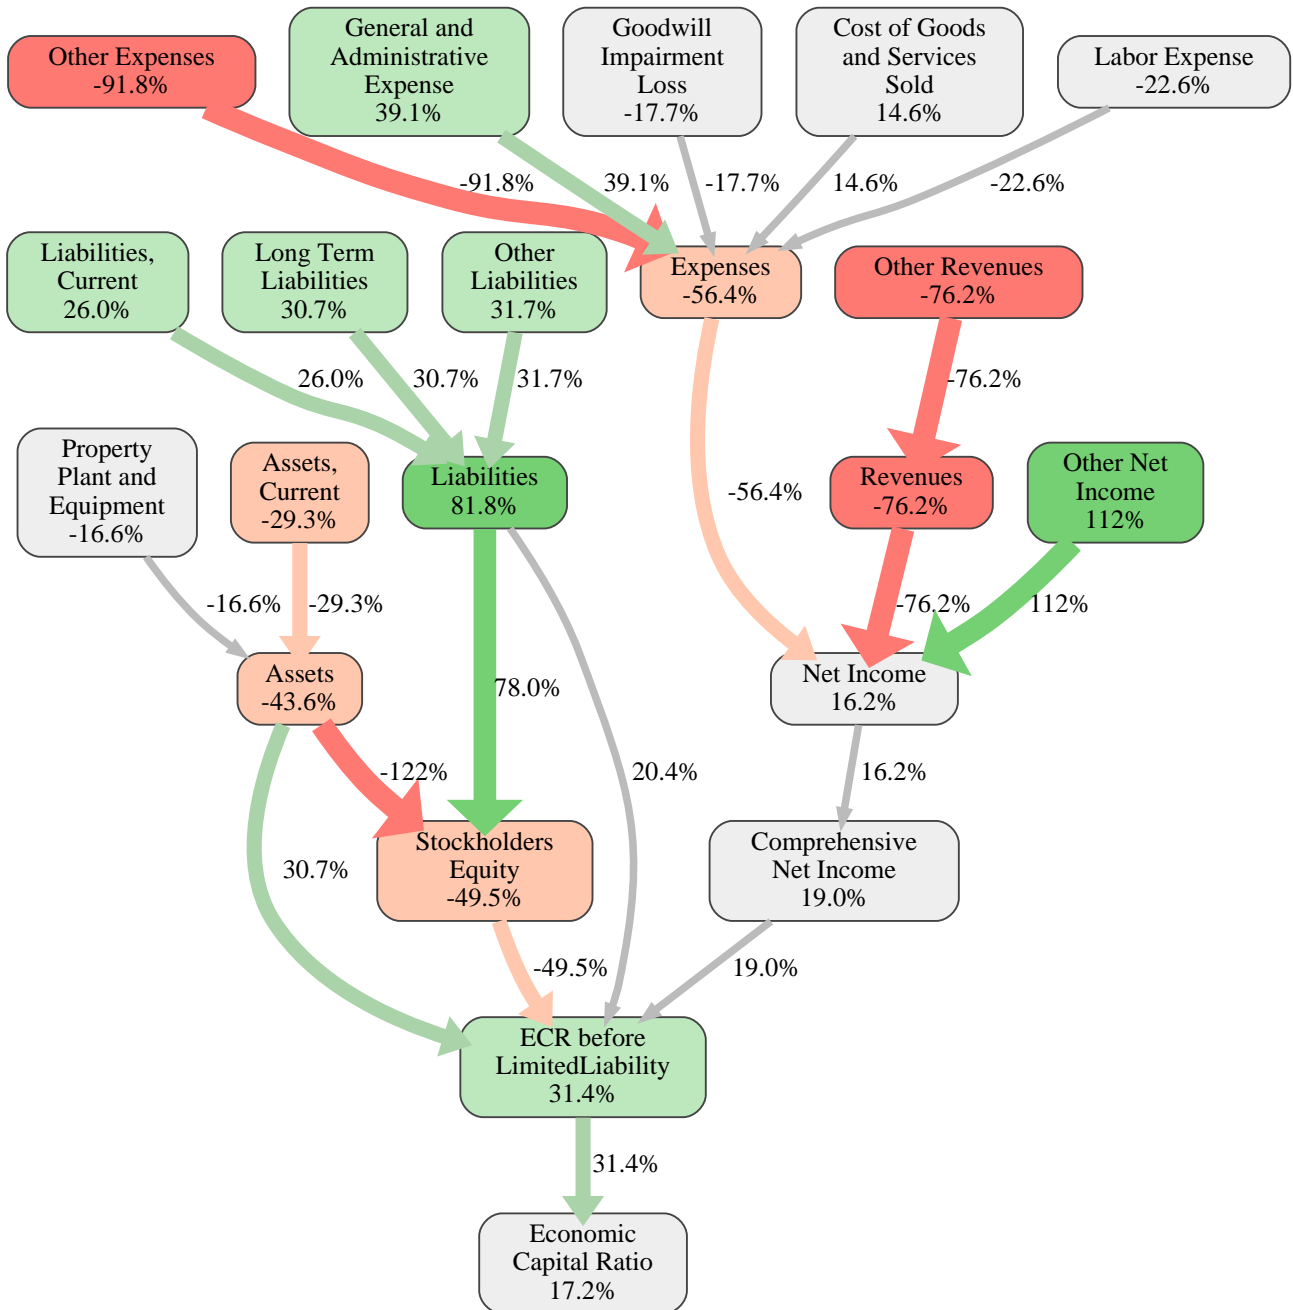 Other Expenses
-91.8%
General and
Administrative
Expense
39.1%
Goodwill
Impairment
Loss
-17.7%
Cost of Goods
and Services
Sold
14.6%
Labor Expense
-22.6%
-91.8%
39.1%
-17.7%
14.6%
-22.6%
Liabilities,
Current
26.0%
Long Term
Liabilities
30.7%
Other
Liabilities
31.7%
Expenses
-56.4%
Other Revenues
-76.2%
26.0%
30.7%
31.7%
-76.2%
Property
Plant and
Equipment
-16.6%
Assets,
Current
-29.3%
Liabilities
81.8%
-56.4%
Revenues
-76.2%
Other Net
Income
112%
-16.6%
-29.3%
-76.2%
112%
Assets
-43.6%
78.0%
Net Income
16.2%
-122%
20.4%
16.2%
30.7%
Stockholders
Equity
-49.5%
Comprehensive
Net Income
19.0%
-49.5%
19.0%
ECR before
LimitedLiability
31.4%
31.4%
Economic
Capital Ratio
17.2%